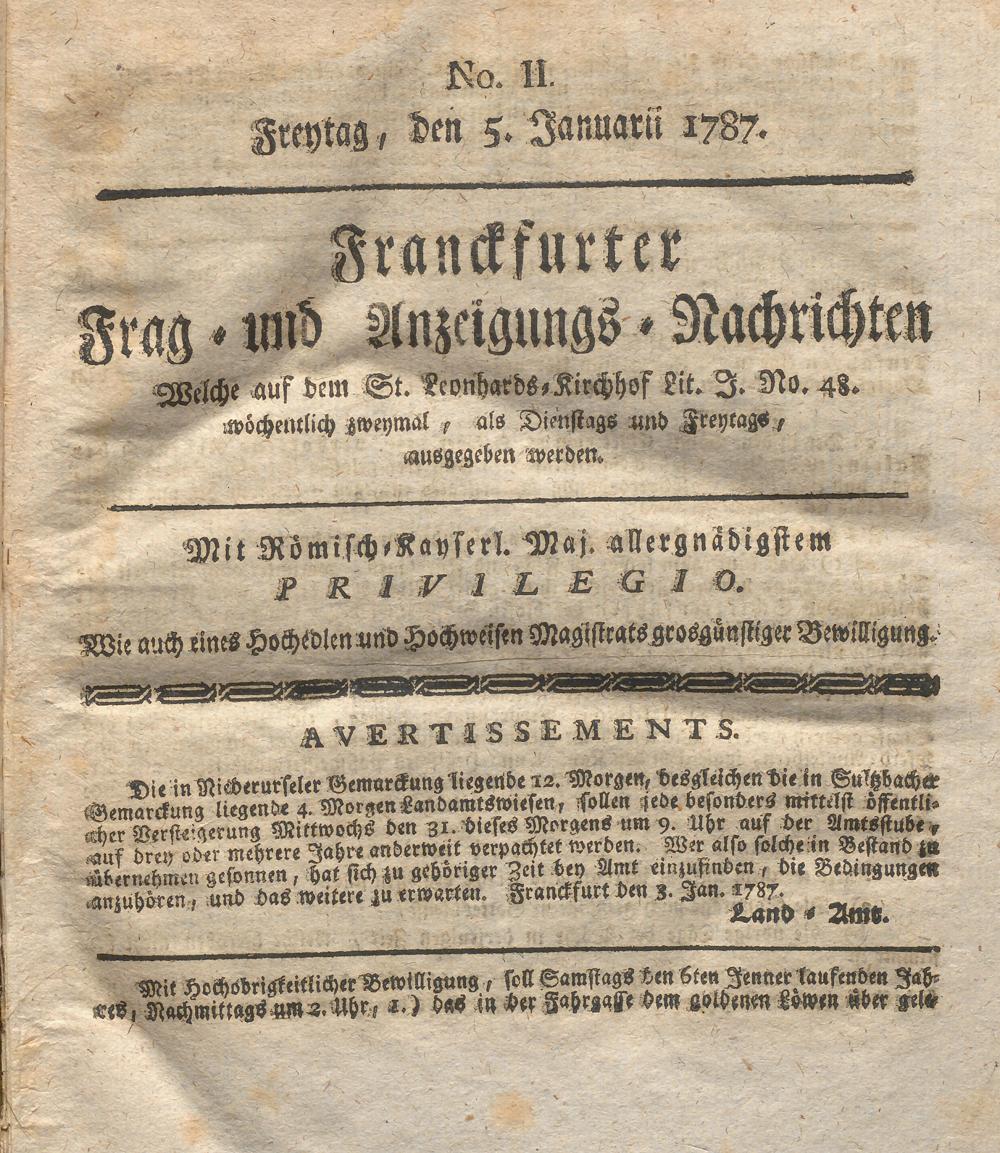 No. II.
Freytag, den 5. Januarii 1787.
Franckfurter
Frag- und Anzeigungs-Nachrichten
Welche auf dem St. Leonhards-Kirchhof Lit. J. No. 48.
wöchentlich zweymal, als Dienstags und Freytags,
ausgegeben werden.
Mit Römisch-Kayserl. Maj. allergnädigstem
PRIVILEGIO.
Wie auch eines Hochedlen und Hochweisen Magistrats grosgünstiger Bewilligung.
AVERTISSEMENTS.
Die in Niederurseler Gemarckung liegende 12. Morgen, desgleichen die in Sultzbacher
Gemarckung liegende 4. Morgen Landamtswiesen, sollen jede besonders mittelst öffentli-
cher Versteigerung Mittwochs den 31. dieses Morgens um 9. Uhr auf der Amtsstube,
auf drey oder mehrere Jahre anderweit verpachtet werden. Wer also solche in Bestand zu
übernehmen gesonnen, hat sich zu gehöriger Zeit bey Amt einzufinden, die Bedingungen
anzuhören, und das weitere zu erwarten. Franckfurt den 3. Jan. 1787.
Land-Amt.
Mit Hochobrigkeitlicher Bewilligung, soll Samstags den 6ten Jenner laufenden Jah-
res, Nachmittags um 2. Uhr, 1.) das in der Fahrgasse dem goldenen Löwen über gele-